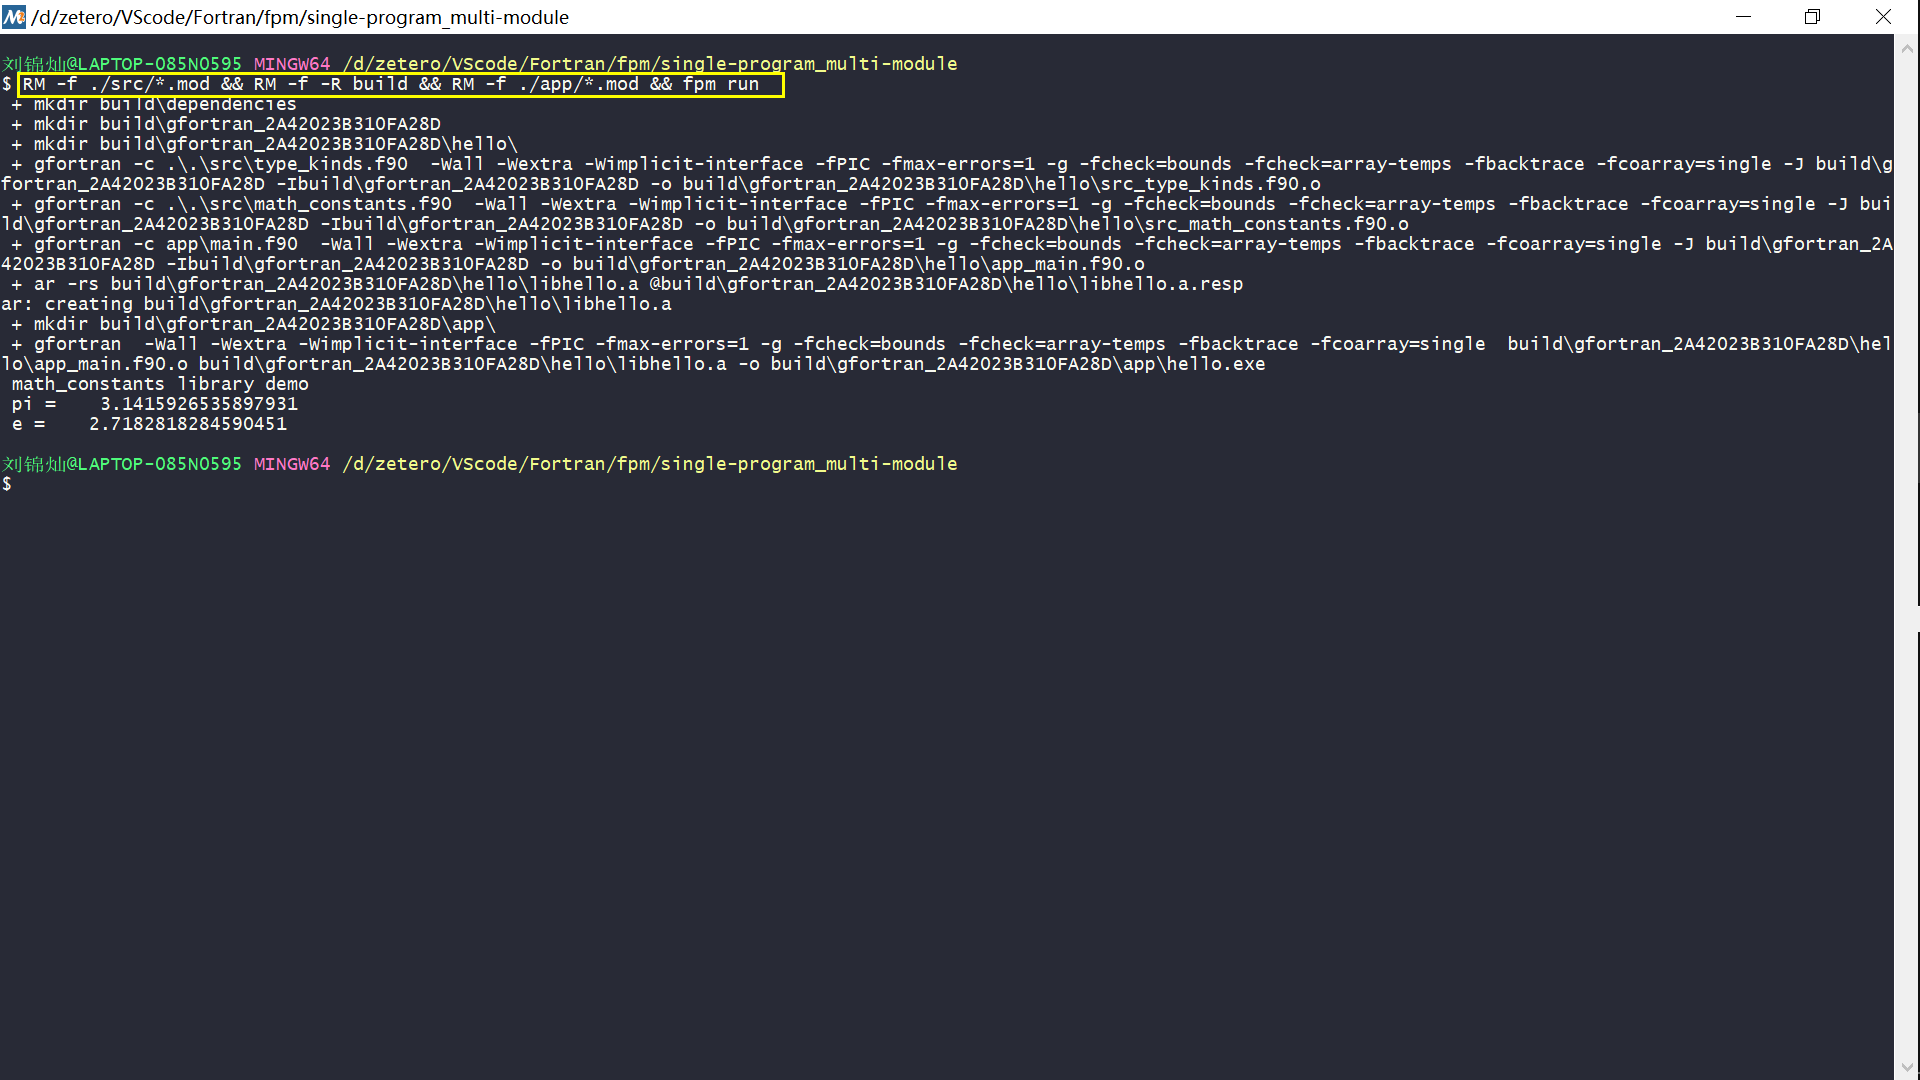 /d/zetero/VScode/Fortran/fpm/single-program_multi-module
刘锦灿@LAPTOP-085N0595 MINGW64 /d/zetero/VScode/Fortran/fpm/single-program_multi-module
$ RM -f ./src/*.mod && RM -f -R build && RM -f ./app/*.mod && fpm run
+ mkdir build\dependencies
+ mkdir build\gfortran_2A42023B310FA28D
+ mkdir build\gfortran_2A42023B310FA28D\hello\
+ gfortran -c .\.\src\type_kinds.f90  -Wall -Wextra -Wimplicit-interface -fPIC -fmax-errors=1 -g -fcheck=bounds -fcheck=array-temps -fbacktrace -fcoarray=single -J build\g
fortran_2A42023B310FA28D -Ibuild\gfortran_2A42023B310FA28D -o build\gfortran_2A42023B310FA28D\hello\src_type_kinds.f90.o
+ gfortran -c .\.\src\math_constants.f90  -Wall -Wextra -Wimplicit-interface -fPIC -fmax-errors=1 -g -fcheck=bounds -fcheck=array-temps -fbacktrace -fcoarray=single -J bui
ld\gfortran_2A42023B310FA28D -Ibuild\gfortran_2A42023B310FA28D -o build\gfortran_2A42023B310FA28D\hello\src_math_constants.f90.o
+ gfortran -c app\main.f90  -Wall -Wextra -Wimplicit-interface -fPIC -fmax-errors=1 -g -fcheck=bounds -fcheck=array-temps -fbacktrace -fcoarray=single -J build\gfortran_2A
42023B310FA28D -Ibuild\gfortran_2A42023B310FA28D -o build\gfortran_2A42023B310FA28D\hello\app_main.f90.o
+ ar -rs build\gfortran_2A42023B310FA28D\hello\libhello.a @build\gfortran_2A42023B310FA28D\hello\libhello.a.resp
ar: creating build\gfortran_2A42023B310FA28D\hello\libhello.a
+ mkdir build\gfortran_2A42023B310FA28D\app\
+ gfortran  -Wall -Wextra -Wimplicit-interface -fPIC -fmax-errors=1 -g -fcheck=bounds -fcheck=array-temps -fbacktrace -fcoarray=single  build\gfortran_2A42023B310FA28D\hel
lo\app_main.f90.o build\gfortran_2A42023B310FA28D\hello\libhello.a -o build\gfortran_2A42023B310FA28D\app\hello.exe
math_constants library demo
pi =    3.1415926535897931
e =    2.7182818284590451
刘锦灿@LAPTOP-085N0595 MINGW64 /d/zetero/VScode/Fortran/fpm/single-program_multi-module
$